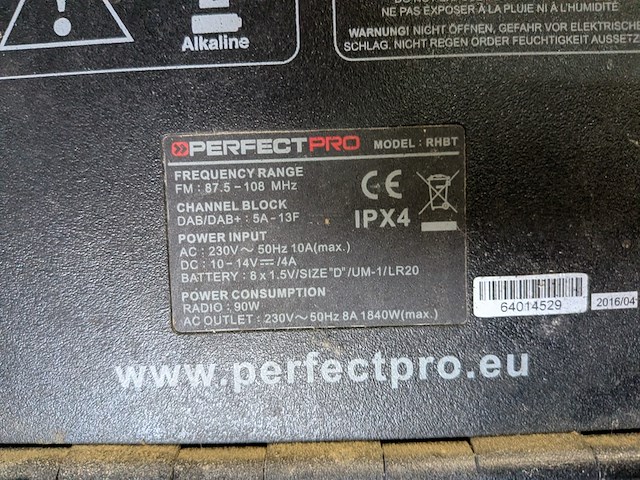 Alkaline
NE PAS EXPOSER À LA PLUIE NI À L'HUMIDITÉ
WARNUNG! NICHT ÖFFNEN, GEFAHR VOR ELEKTRISCHE
SCHLAG. NICHT REGEN ODER FEUCHTIGKEIT AUSSETZ
PERFECTPRO MODEL: RHBT
FREQUENCY RANGE
FM : 87.5 - 108 MHz
CHANNEL BLOCK
DAB/DAB+ : 5A - 13F
IPX4
POWER INPUT
AC : 230V ~ 50Hz 10A(max.)
DC : 10 - 14V ⎓ /4A
BATTERY : 8 x 1.5V/SIZE "D"/UM-1/LR20
POWER CONSUMPTION
RADIO : 90W
AC OUTLET : 230V ~ 50Hz 8A 1840W(max.)
64014529
2016/04
www.perfectpro.eu